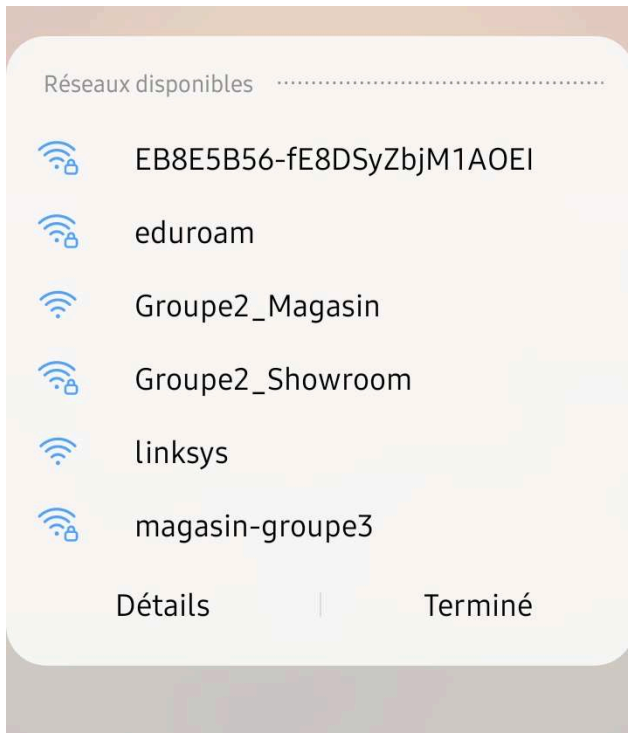 Réseaux disponibles
EB8E5B56-fE8DSyZbjM1AOEI
eduroam
Groupe2_Magasin
Groupe2_Showroom
linksys
magasin-groupe3
Détails
Terminé